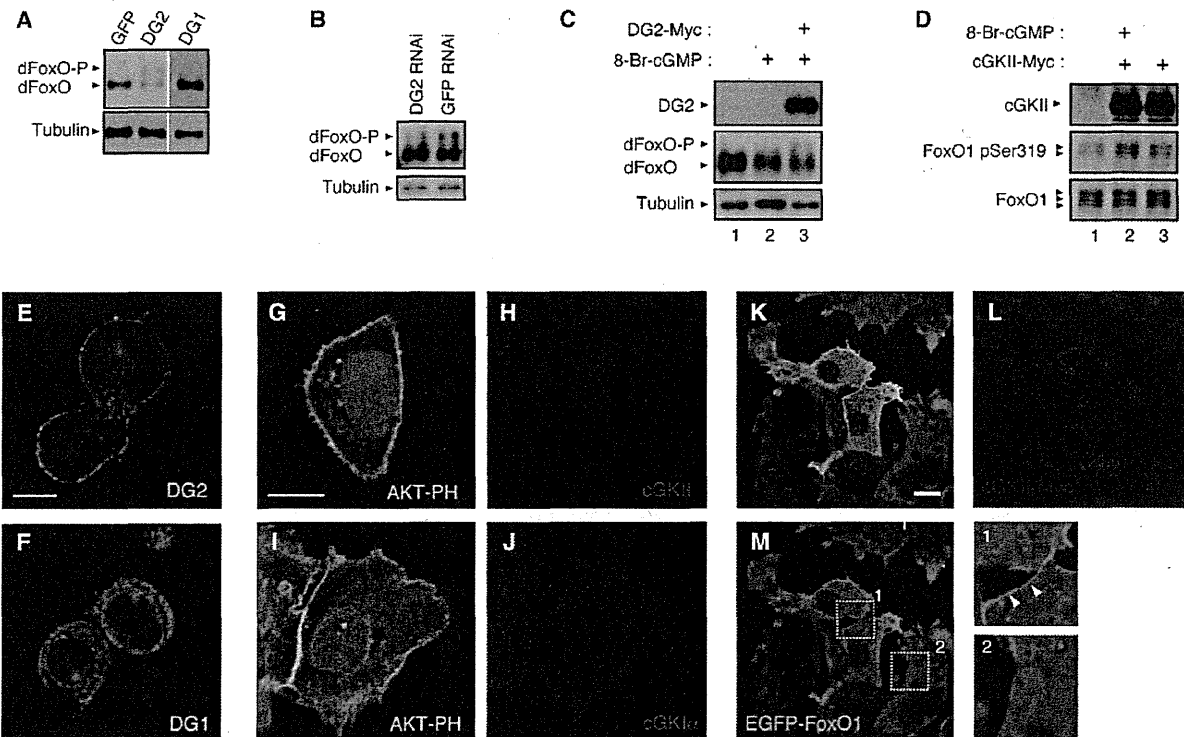 A
GFP
DG2
DG1
dFoxO-P
dFoxO
Tubulin
B
DG2 RNAi
GFP RNAi
dFoxO-P
dFoxO
Tubulin
C
DG2-Myc : +
8-Br-cGMP : + +
DG2
dFoxO-P
dFoxO
Tubulin
1 2 3
D
8-Br-cGMP : +
cGKII-Myc : + +
cGKII
FoxO1 pSer319
FoxO1
1 2 3
E
DG2
G
AKT-PH
H
cGKII
K
L
F
DG1
I
AKT-PH
J
cGKIα
M
1
2
EGFP-FoxO1
1
2